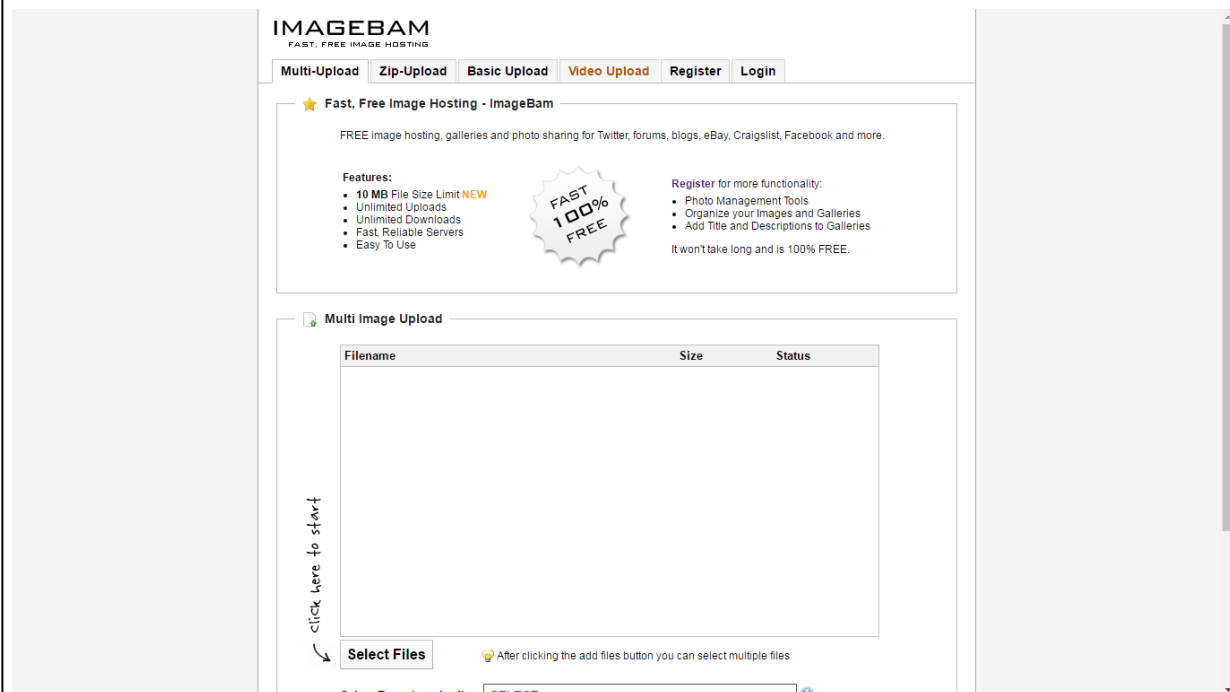 IMAGEBAM
FAST, FREE IMAGE HOSTING
Multi-Upload Zip-Upload Basic Upload Video Upload Register Login
Fast, Free Image Hosting - ImageBam
FREE image hosting, galleries and photo sharing for Twitter, forums, blogs, eBay, Craigslist, Facebook and more.
Features:
10 MB File Size Limit NEW
Unlimited Uploads
Unlimited Downloads
Fast, Reliable Servers
Easy To Use
FAST
100%
FREE
Register for more functionality:
Photo Management Tools
Organize your Images and Galleries
Add Title and Descriptions to Galleries
It won't take long and is 100% FREE.
Multi Image Upload
Filename Size Status
click here to start
Select Files
After clicking the add files button you can select multiple files